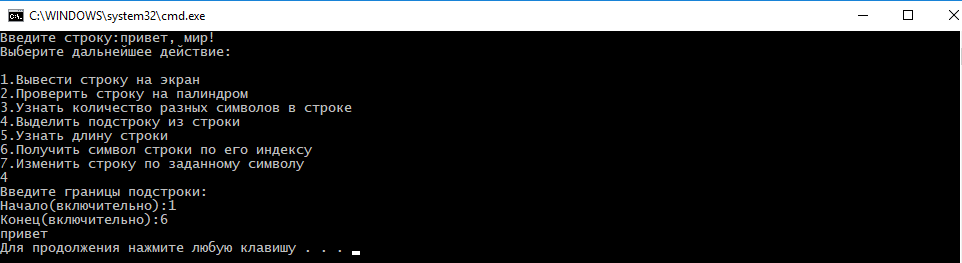 C:\WINDOWS\system32\cmd.exe
Введите строку:привет, мир!
Выберите дальнейшее действие:
1.Вывести строку на экран
2.Проверить строку на палиндром
3.Узнать количество разных символов в строке
4.Выделить подстроку из строки
5.Узнать длину строки
6.Получить символ строки по его индексу
7.Изменить строку по заданному символу
4
Введите границы подстроки:
Начало(включительно):1
Конец(включительно):6
привет
Для продолжения нажмите любую клавишу . . .